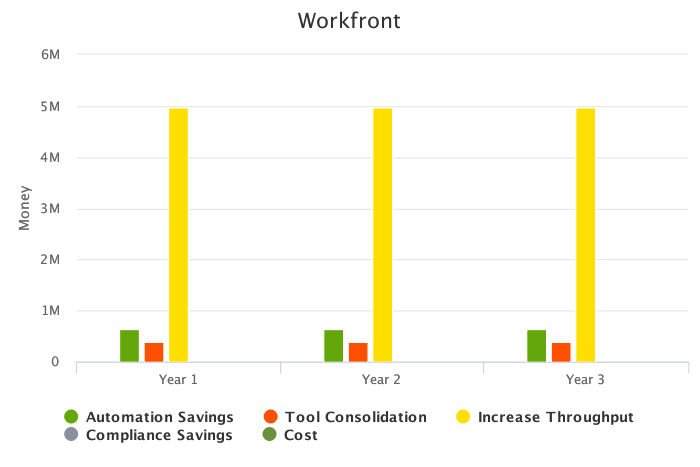 Workfront
6M
5M
4M
3M
2M
1M
0
Money
Year 1 Year 2 Year 3
Automation Savings Tool Consolidation Increase Throughput
Compliance Savings Cost